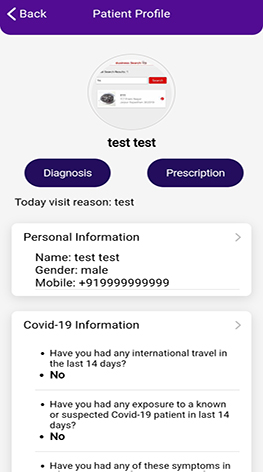 Back
Patient Profile
test test
Diagnosis
Prescription
Today visit reason: test
Personal Information
Name: test test
Gender: male
Mobile: +919999999999
Covid-19 Information
Have you had any international travel in
the last 14 days?
No
Have you had any exposure to a known
or suspected Covid-19 patient in last 14
days?
No
Have you had any of these symptoms in